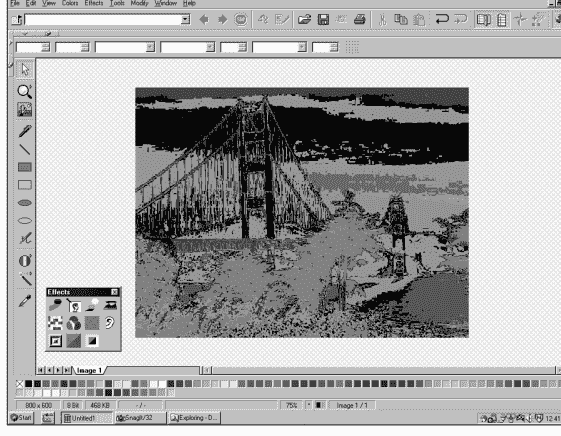 File Edit View Colors Effects Tools Modify Window Help
Effects
Image 1
800 x 600 8 Bit 468 KB - / - 75% Image 1 / 1
Start Untitled1 SnagIt/32 Exploring - D... 12:41